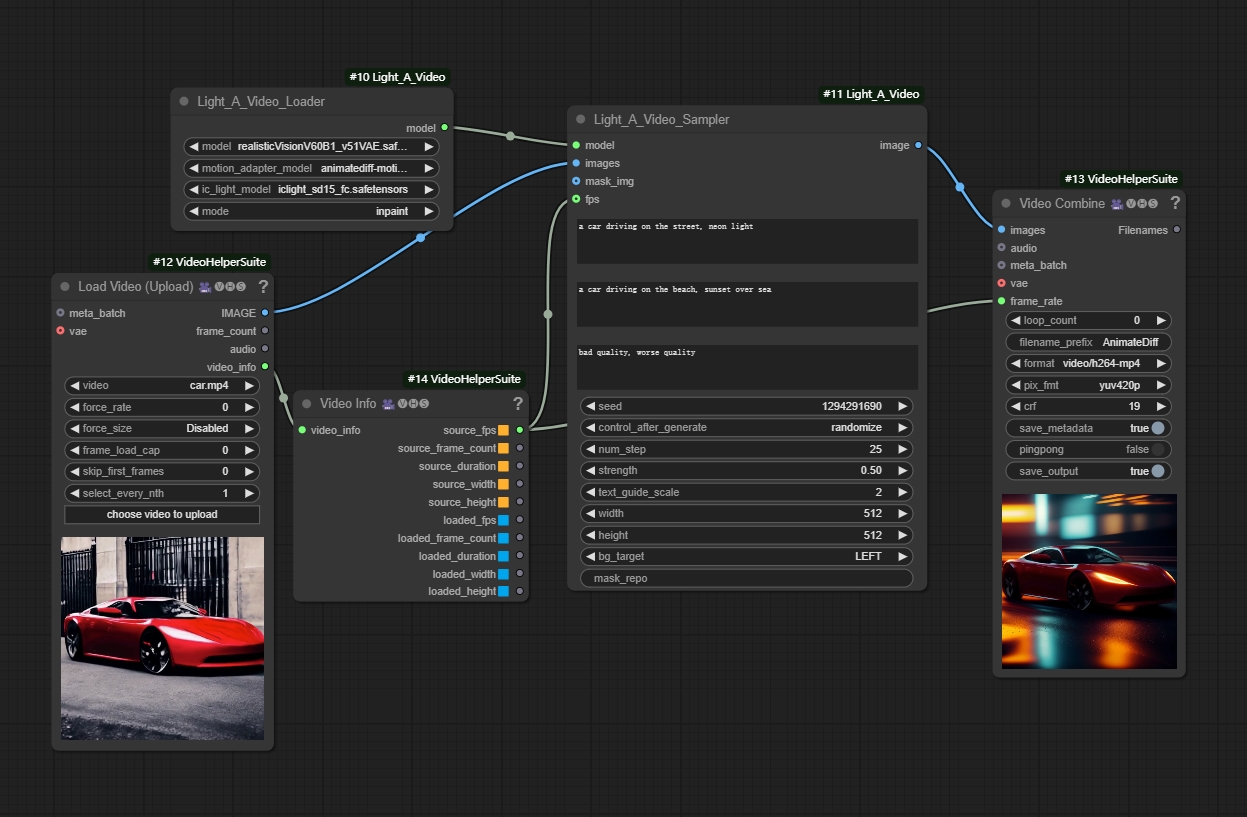 #10 Light_A_Video
Light_A_Video_Loader
model
model realisticVisionV60B1_v51VAE.saf...
motion_adapter_model animatediff-moti...
ic_light_model iclight_sd15_fc.safetensors
mode inpaint
#12 VideoHelperSuite
Load Video (Upload) VHS ?
meta_batch IMAGE
vae frame_count
audio
video_info
video car.mp4
force_rate 0
force_size Disabled
frame_load_cap 0
skip_first_frames 0
select_every_nth 1
choose video to upload
#14 VideoHelperSuite
Video Info VHS ?
video_info source_fps
source_frame_count
source_duration
source_width
source_height
loaded_fps
loaded_frame_count
loaded_duration
loaded_width
loaded_height
#11 Light_A_Video
Light_A_Video_Sampler
model image
images
mask_img
fps
a car driving on the street, neon light
a car driving on the beach, sunset over sea
bad quality, worse quality
seed 1294291690
control_after_generate randomize
num_step 25
strength 0.50
text_guide_scale 2
width 512
height 512
bg_target LEFT
mask_repo
#13 VideoHelperSuite
Video Combine VHS ?
images Filenames
audio
meta_batch
vae
frame_rate
loop_count 0
filename_prefix AnimateDiff
format video/h264-mp4
pix_fmt yuv420p
crf 19
save_metadata true
pingpong false
save_output true